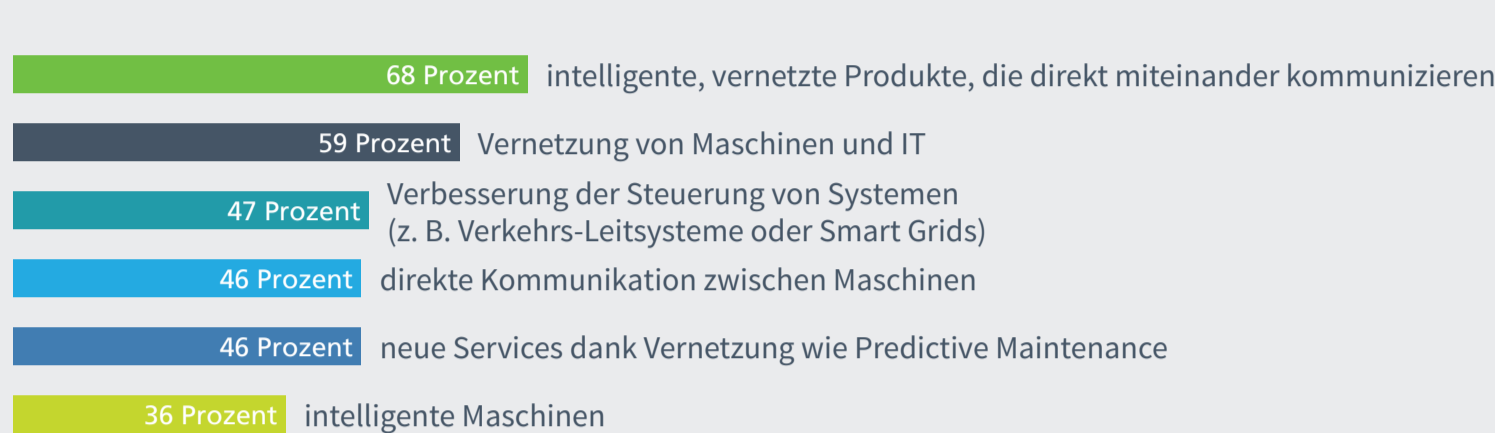 68 Prozent intelligente, vernetzte Produkte, die direkt miteinander kommunizieren
59 Prozent Vernetzung von Maschinen und IT
47 Prozent Verbesserung der Steuerung von Systemen
(z. B. Verkehrs-Leitsysteme oder Smart Grids)
46 Prozent direkte Kommunikation zwischen Maschinen
46 Prozent neue Services dank Vernetzung wie Predictive Maintenance
36 Prozent intelligente Maschinen